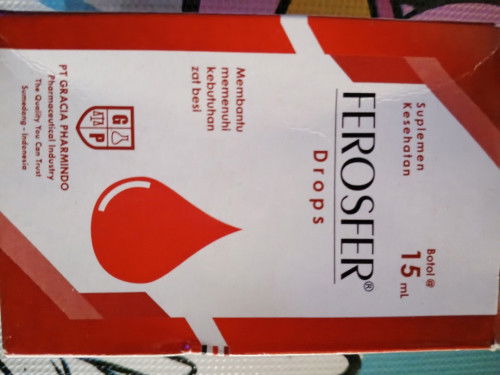 Suplemen
Kesehatan
Botol @
15 mL
FEROSFER®
Drops
Membantu
memenuhi
kebutuhan
zat besi
G
P
PT GRACIA PHARMINDO
Pharmaceutical Industry
The Quality You Can Trust
Sumedang - Indonesia